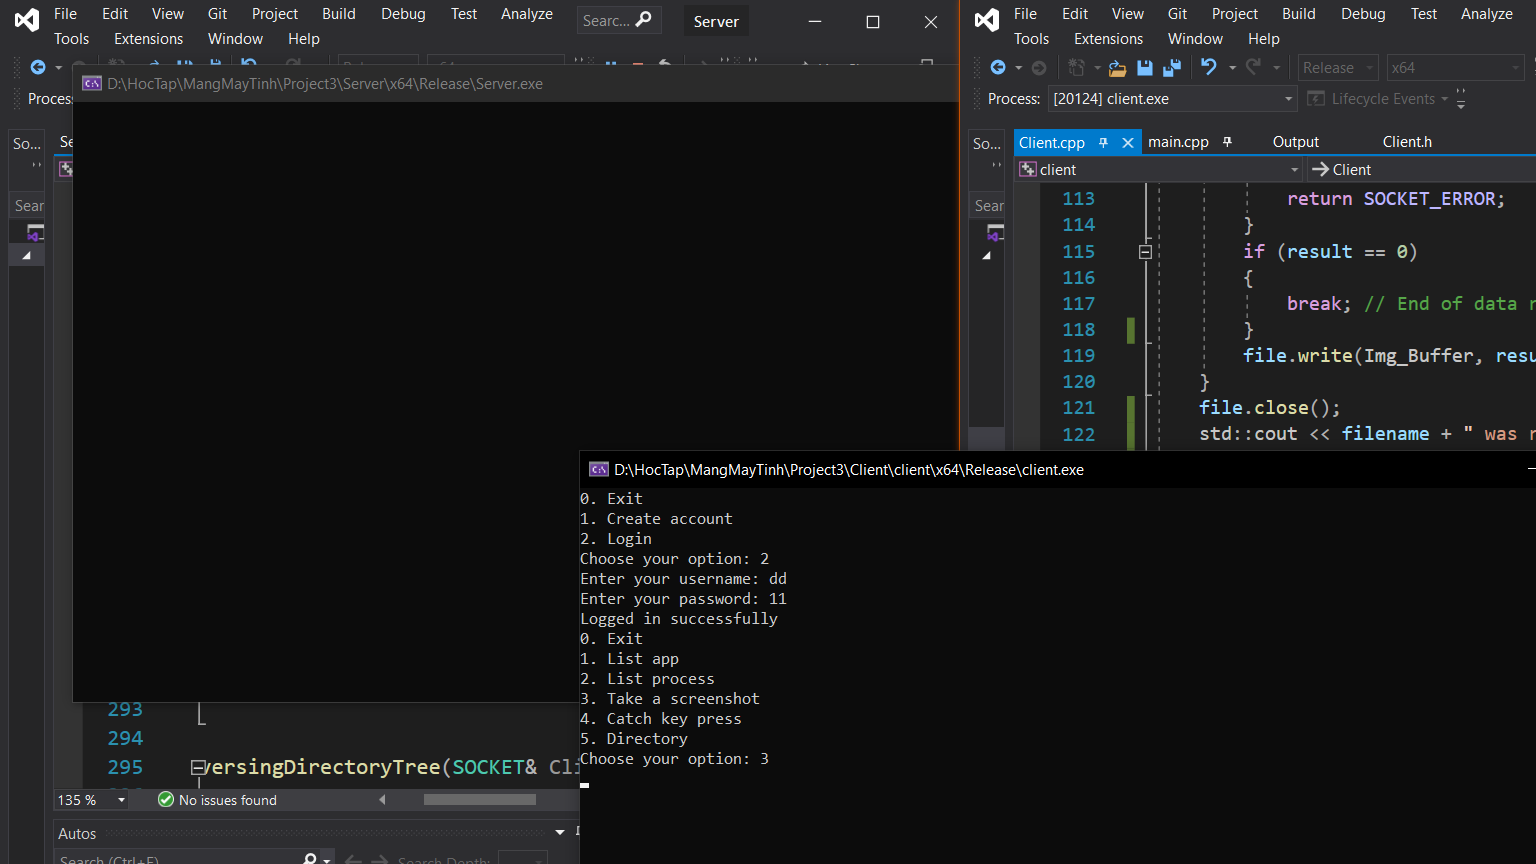 File Edit View Git Project Build Debug Test Analyze Searc... Server
Tools Extensions Window Help
D:\HocTap\MangMayTinh\Project3\Server\x64\Release\Server.exe
Proces
So... Se
Sear
293
294
295 versingDirectoryTree(SOCKET& Cli
135 % No issues found
Autos
Search (Ctrl+E) Search Depth:
File Edit View Git Project Build Debug Test Analyze
Tools Extensions Window Help
Release x64
Process: [20124] client.exe Lifecycle Events
So... Client.cpp main.cpp Output Client.h
client Client
Sear
113 return SOCKET_ERROR;
114 }
115 if (result == 0)
116 {
117 break; // End of data
118 }
119 file.write(Img_Buffer, resu
120 }
121 file.close();
122 std::cout << filename + " was
D:\HocTap\MangMayTinh\Project3\Client\client\x64\Release\client.exe
0. Exit
1. Create account
2. Login
Choose your option: 2
Enter your username: dd
Enter your password: 11
Logged in successfully
0. Exit
1. List app
2. List process
3. Take a screenshot
4. Catch key press
5. Directory
Choose your option: 3